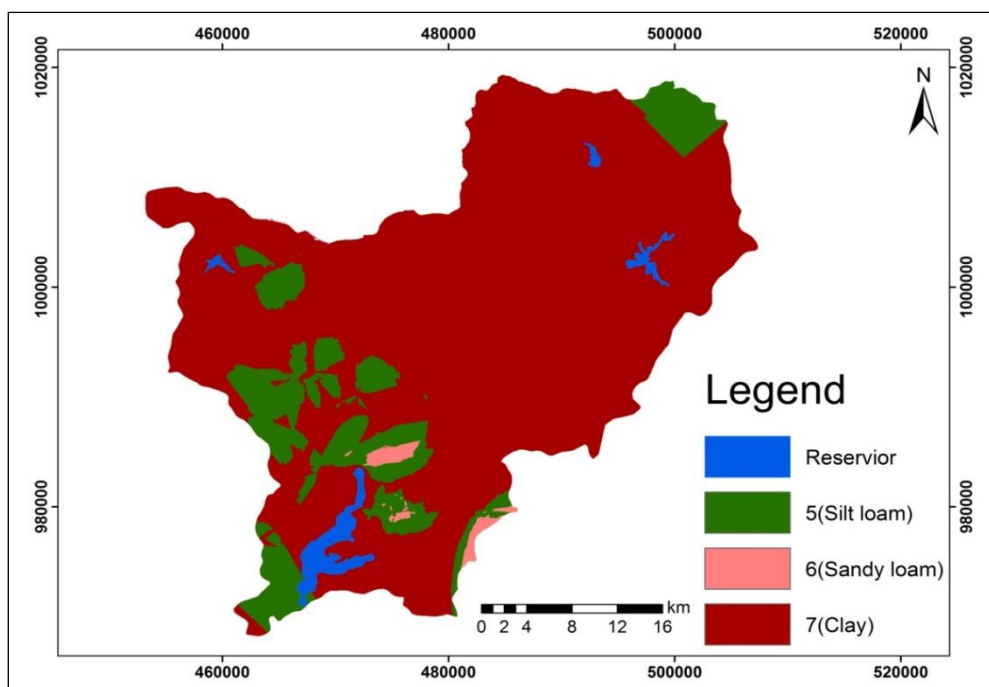 460000 480000 500000 520000
1020000 1020000
N
1000000 1000000
Legend
Reservior
980000 980000
5(Silt loam)
6(Sandy loam)
km
0 2 4 8 12 16
7(Clay)
460000 480000 500000 520000